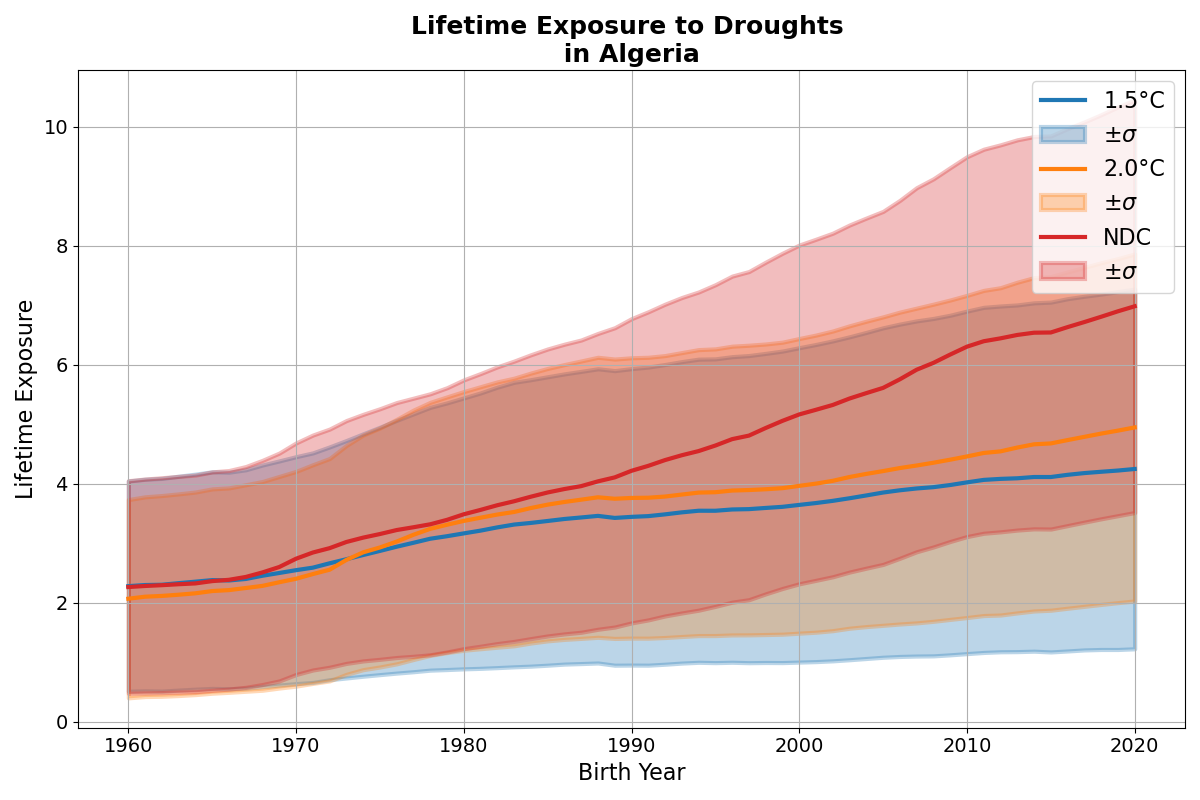 Lifetime Exposure to Droughts
in Algeria
1.5°C
±σ
2.0°C
±σ
NDC
±σ
Lifetime Exposure
10
8
6
4
2
0
1960
1970
1980
1990
2000
2010
2020
Birth Year